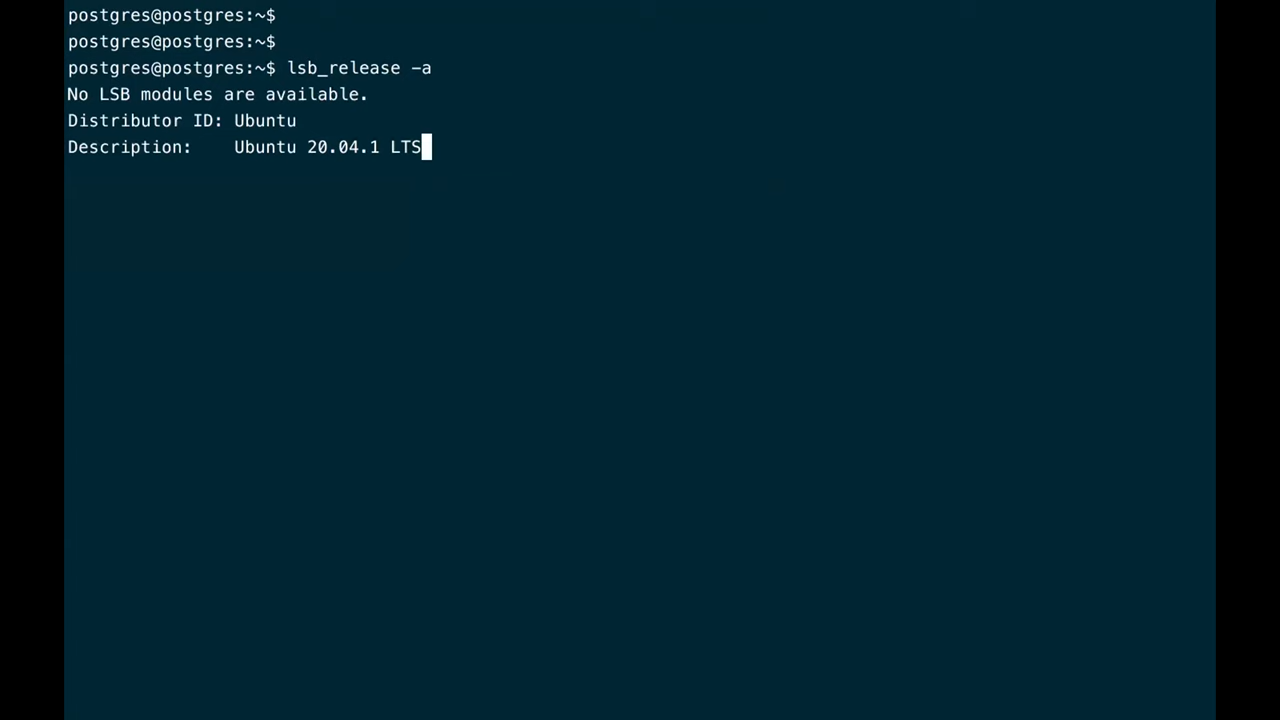 postgres@postgres:~$
postgres@postgres:~$
postgres@postgres:~$ lsb_release -a
No LSB modules are available.
Distributor ID: Ubuntu
Description:    Ubuntu 20.04.1 LTS